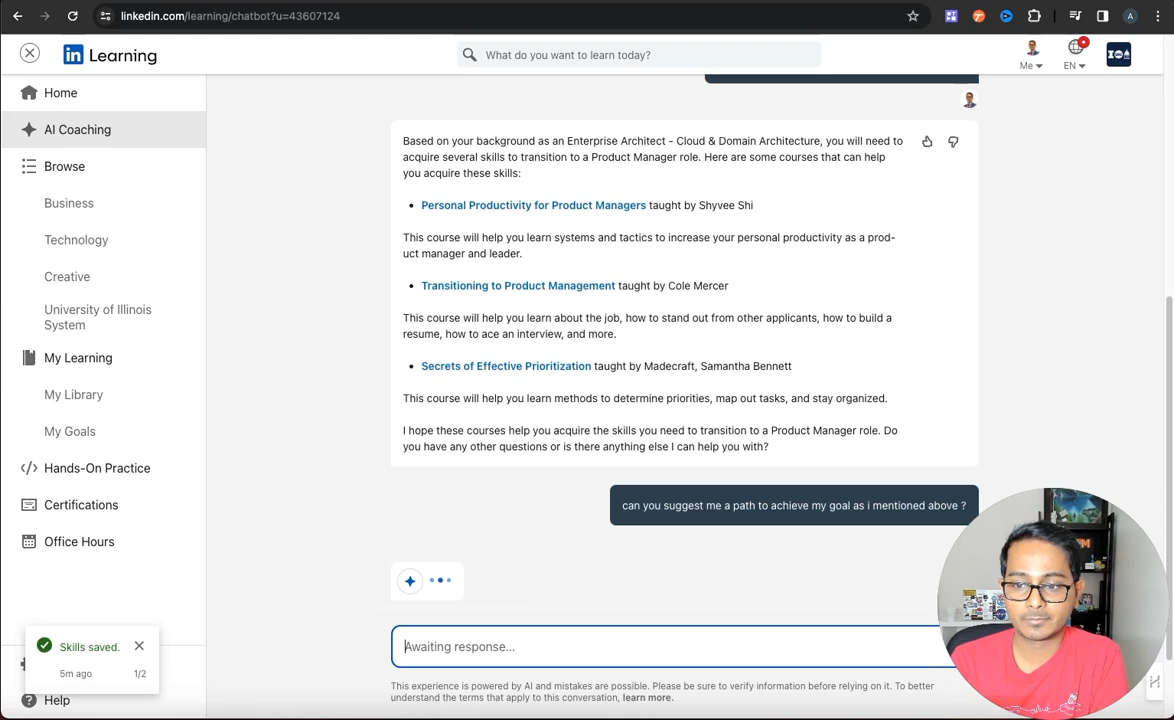 linkedin.com/learning/chatbot?u=43607124
A
in Learning
What do you want to learn today?
Me
EN
Home
AI Coaching
Browse
Business
Technology
Creative
University of Illinois
System
My Learning
My Library
My Goals
Hands-On Practice
Certifications
Office Hours
Help
Based on your background as an Enterprise Architect - Cloud & Domain Architecture, you will need to
acquire several skills to transition to a Product Manager role. Here are some courses that can help
you acquire these skills:
• Personal Productivity for Product Managers taught by Shyvee Shi
This course will help you learn systems and tactics to increase your personal productivity as a prod-
uct manager and leader.
• Transitioning to Product Management taught by Cole Mercer
This course will help you learn about the job, how to stand out from other applicants, how to build a
resume, how to ace an interview, and more.
• Secrets of Effective Prioritization taught by Madecraft, Samantha Bennett
This course will help you learn methods to determine priorities, map out tasks, and stay organized.
I hope these courses help you acquire the skills you need to transition to a Product Manager role. Do
you have any other questions or is there anything else I can help you with?
can you suggest me a path to achieve my goal as i mentioned above ?
Awaiting response...
This experience is powered by AI and mistakes are possible. Please be sure to verify information before relying on it. To better
understand the terms that apply to this conversation, learn more.
Skills saved.
5m ago
1/2